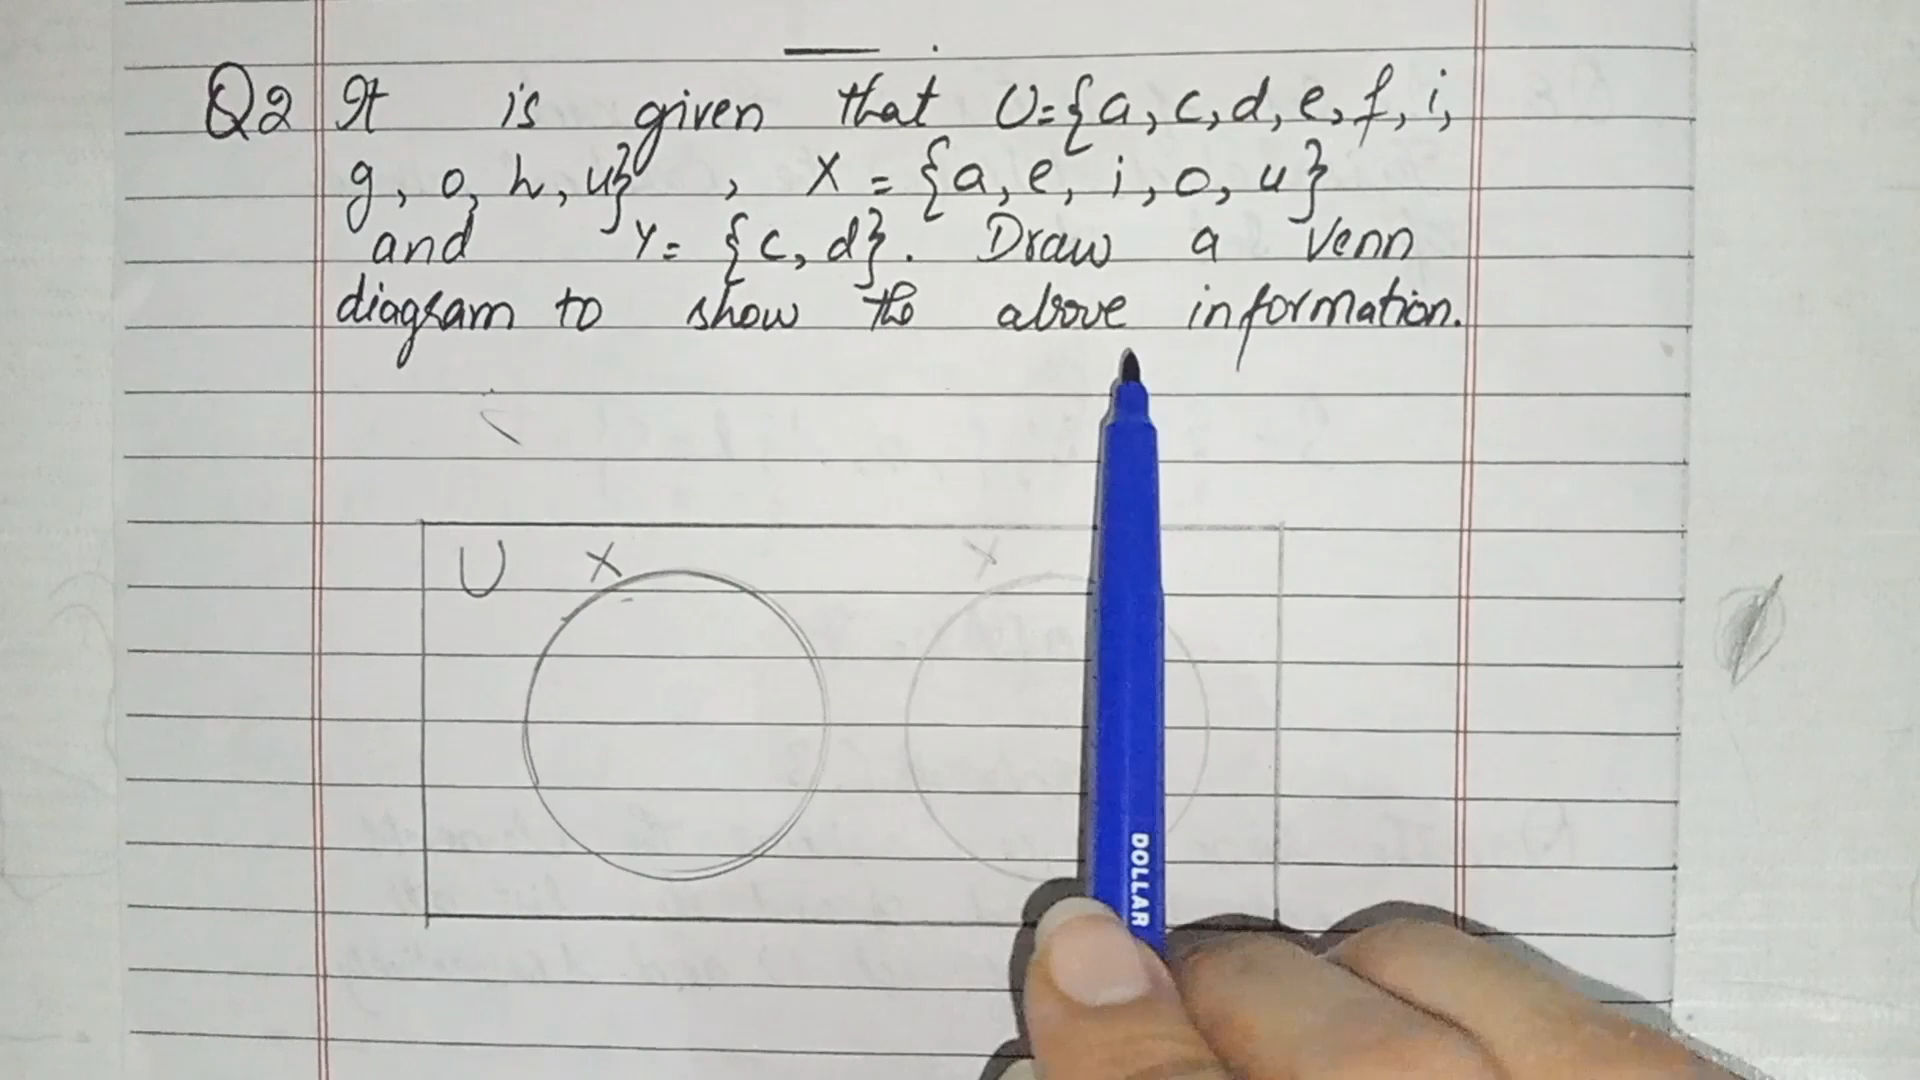 Q2 It is given that U={a, c, d, e, f, i,
g, o, h, u} , X = {a, e, i, o, u}
and Y= {c, d}. Draw a Venn
diagram to show the above information.
U X
DOLLAR